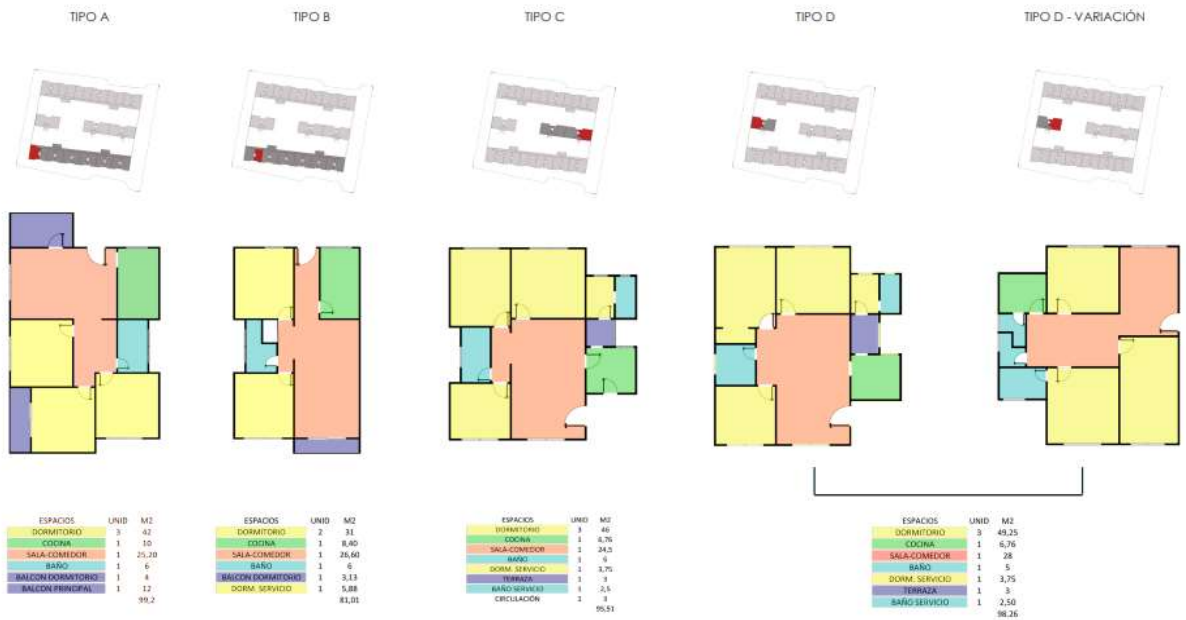 TIPO A
TIPO B
TIPO C
TIPO D
TIPO D - VARIACIÓN
ESPACIOS UNID M2
DORMITORIO 3 42
COCINA 1 10
SALA-COMEDOR 1 25,20
BAÑO 1 6
BALCON DORMITORIO 1 4
BALCON PRINCIPAL 1 12
99,2
ESPACIOS UNID M2
DORMITORIO 2 31
COCINA 1 8,40
SALA-COMEDOR 1 26,60
BAÑO 1 6
BALCON DORMITORIO 1 3,13
DORM. SERVICIO 1 5,88
81,01
ESPACIOS UNID M2
DORMITORIO 3 46
COCINA 1 6,76
SALA-COMEDOR 1 24,5
BAÑO 1 6
DORM. SERVICIO 1 3,75
TERRAZA 1 3
BAÑO SERVICIO 1 2,5
CIRCULACIÓN 1 3
95,51
ESPACIOS UNID M2
DORMITORIO 3 49,25
COCINA 1 6,76
SALA-COMEDOR 1 28
BAÑO 1 5
DORM. SERVICIO 1 3,75
TERRAZA 1 3
BAÑO SERVICIO 1 2,50
98.26